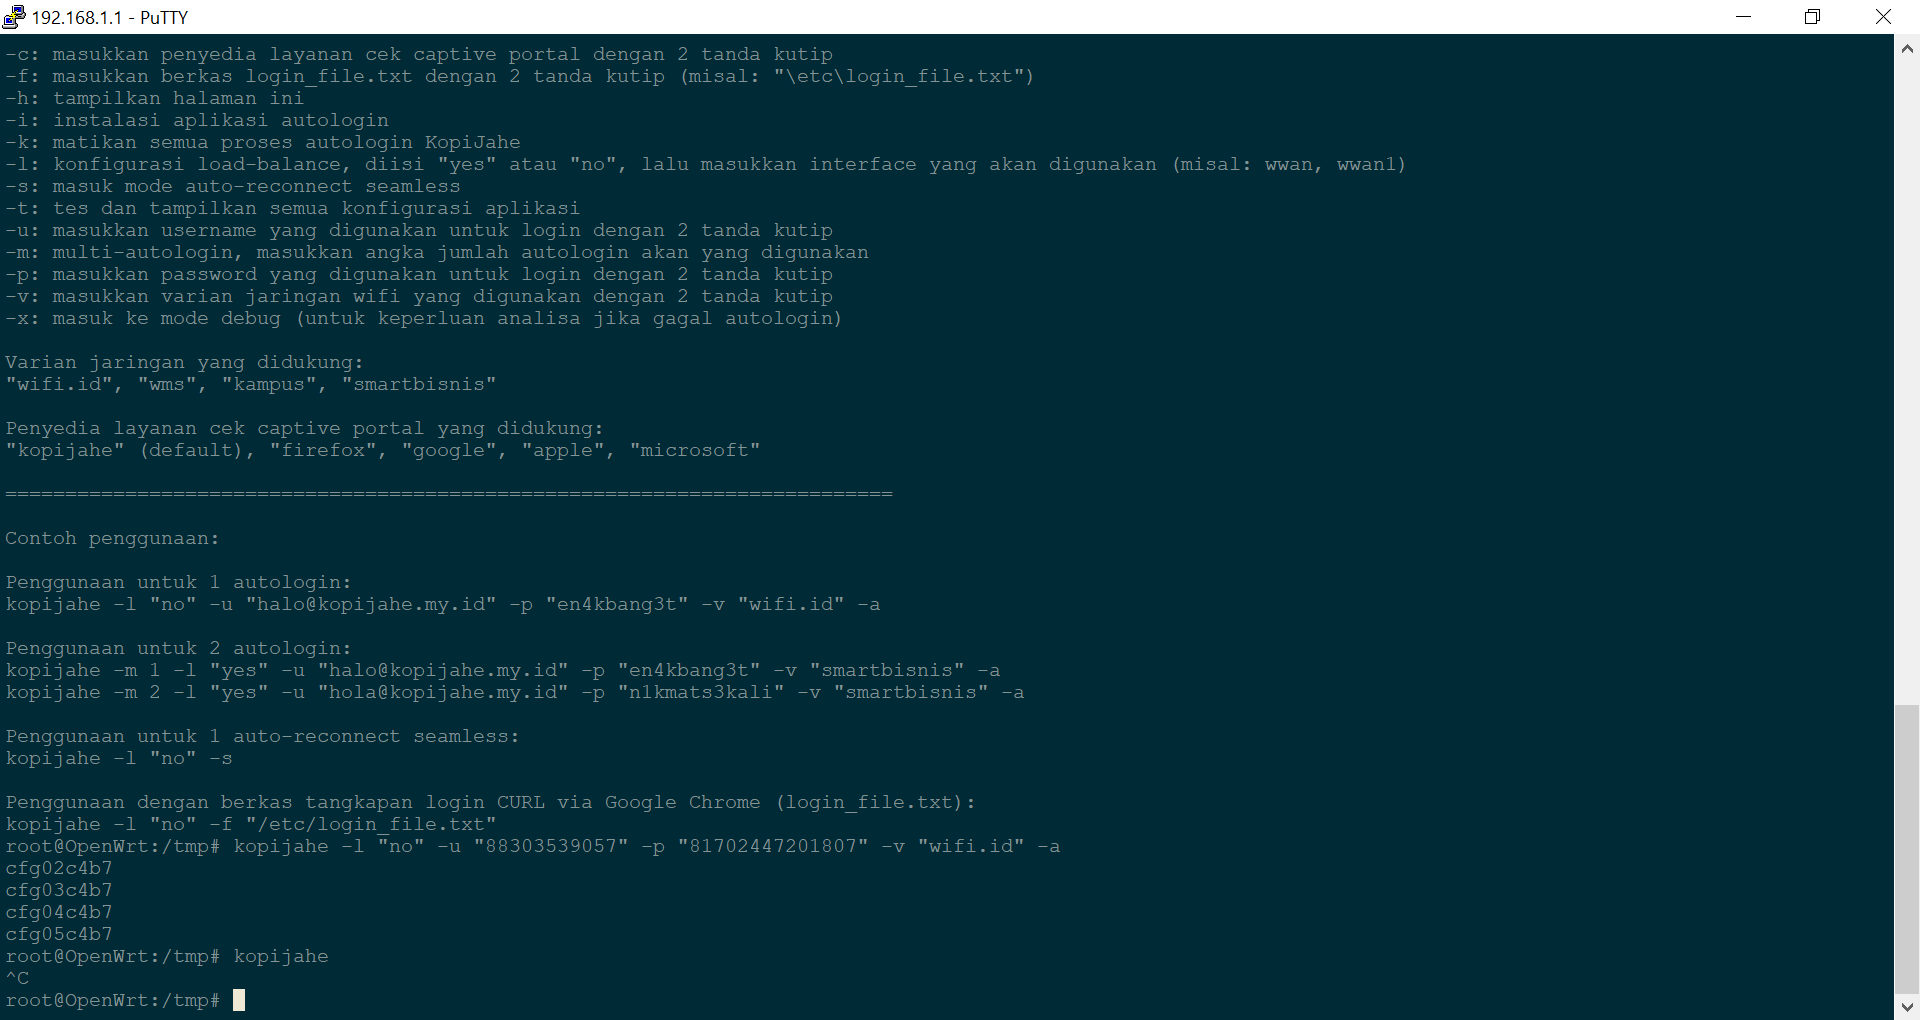 192.168.1.1 - PuTTY
-c: masukkan penyedia layanan cek captive portal dengan 2 tanda kutip
-f: masukkan berkas login_file.txt dengan 2 tanda kutip (misal: "\etc\login_file.txt")
-h: tampilkan halaman ini
-i: instalasi aplikasi autologin
-k: matikan semua proses autologin KopiJahe
-l: konfigurasi load-balance, diisi "yes" atau "no", lalu masukkan interface yang akan digunakan (misal: wwan, wwan1)
-s: masuk mode auto-reconnect seamless
-t: tes dan tampilkan semua konfigurasi aplikasi
-u: masukkan username yang digunakan untuk login dengan 2 tanda kutip
-m: multi-autologin, masukkan angka jumlah autologin akan yang digunakan
-p: masukkan password yang digunakan untuk login dengan 2 tanda kutip
-v: masukkan varian jaringan wifi yang digunakan dengan 2 tanda kutip
-x: masuk ke mode debug (untuk keperluan analisa jika gagal autologin)
Varian jaringan yang didukung:
"wifi.id", "wms", "kampus", "smartbisnis"
Penyedia layanan cek captive portal yang didukung:
"kopijahe" (default), "firefox", "google", "apple", "microsoft"
==========================================================================
Contoh penggunaan:
Penggunaan untuk 1 autologin:
kopijahe -l "no" -u "halo@kopijahe.my.id" -p "en4kbang3t" -v "wifi.id" -a
Penggunaan untuk 2 autologin:
kopijahe -m 1 -l "yes" -u "halo@kopijahe.my.id" -p "en4kbang3t" -v "smartbisnis" -a
kopijahe -m 2 -l "yes" -u "hola@kopijahe.my.id" -p "n1kmats3kali" -v "smartbisnis" -a
Penggunaan untuk 1 auto-reconnect seamless:
kopijahe -l "no" -s
Penggunaan dengan berkas tangkapan login CURL via Google Chrome (login_file.txt):
kopijahe -l "no" -f "/etc/login_file.txt"
root@OpenWrt:/tmp# kopijahe -l "no" -u "88303539057" -p "81702447201807" -v "wifi.id" -a
cfg02c4b7
cfg03c4b7
cfg04c4b7
cfg05c4b7
root@OpenWrt:/tmp# kopijahe
^C
root@OpenWrt:/tmp#